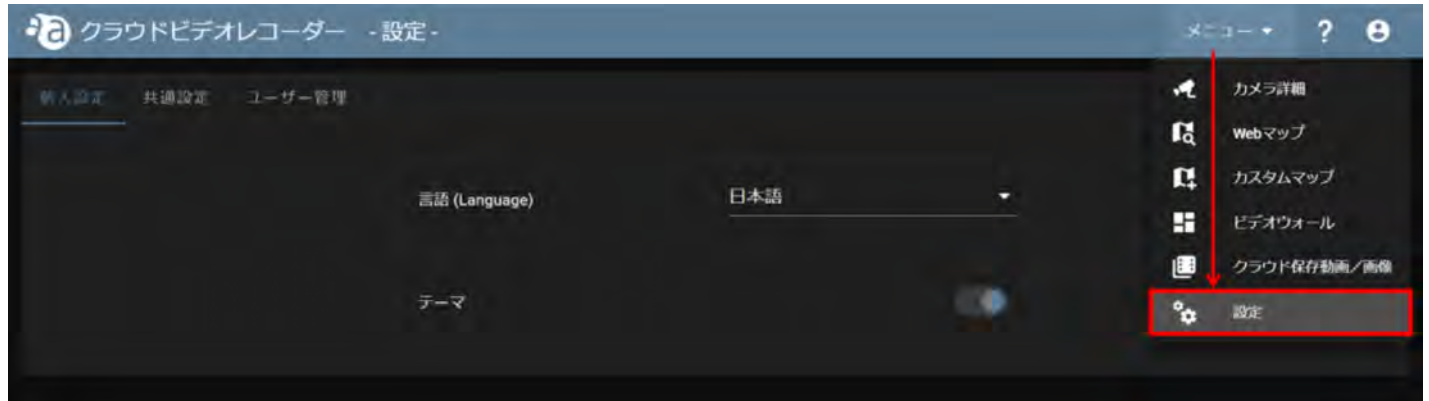 クラウドビデオレコーダー - 設定 -
メニュー ?
個人設定 共通設定 ユーザー管理
言語 (Language) 日本語
テーマ
カメラ詳細
Webマップ
カスタムマップ
ビデオウォール
クラウド保存動画／画像
設定